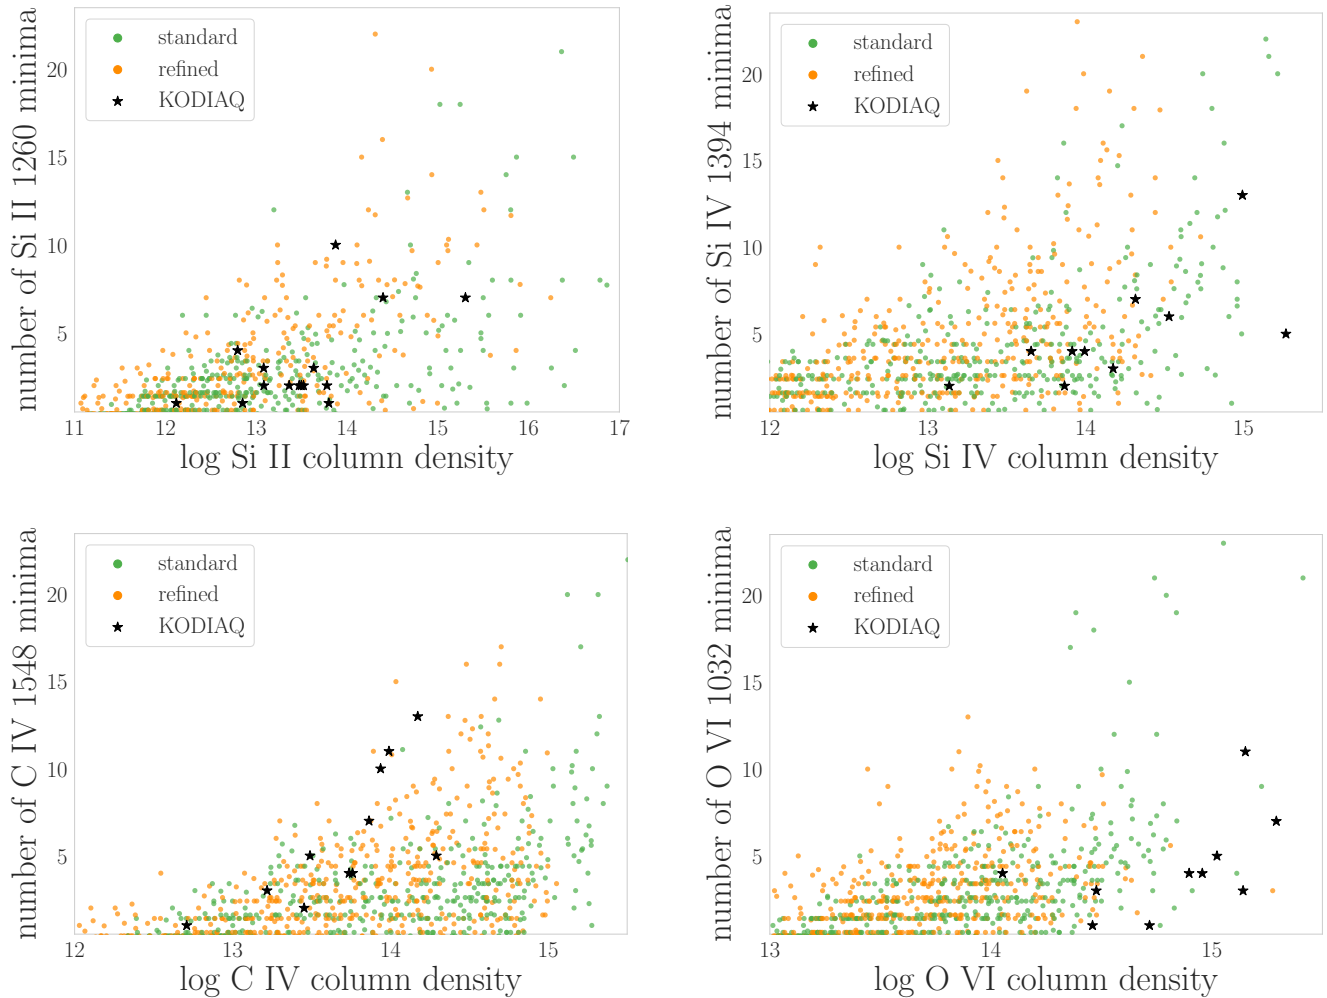 number of Si II 1260 minima
20
15
10
5
standard
refined
KODIAQ
11 12 13 14 15 16 17
log Si II column density
number of Si IV 1394 minima
20
15
10
5
standard
refined
KODIAQ
12 13 14 15
log Si IV column density
number of C IV 1548 minima
20
15
10
5
standard
refined
KODIAQ
12 13 14 15
log C IV column density
number of O VI 1032 minima
20
15
10
5
standard
refined
KODIAQ
13 14 15
log O VI column density